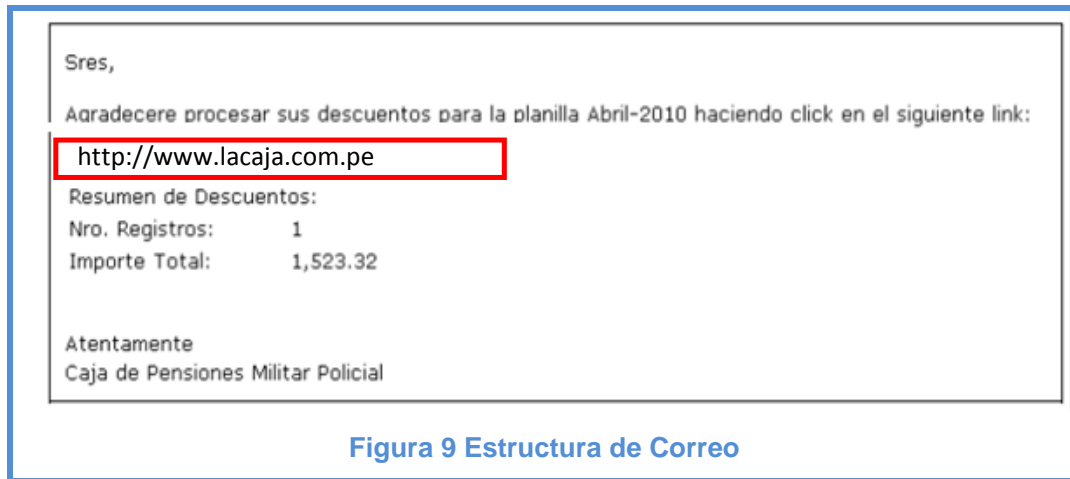 Sres,
Agradecere procesar sus descuentos para la planilla Abril-2010 haciendo click en el siguiente link:
http://www.lacaja.com.pe
Resumen de Descuentos:
Nro. Registros: 1
Importe Total: 1,523.32
Atentamente
Caja de Pensiones Militar Policial
Figura 9 Estructura de Correo